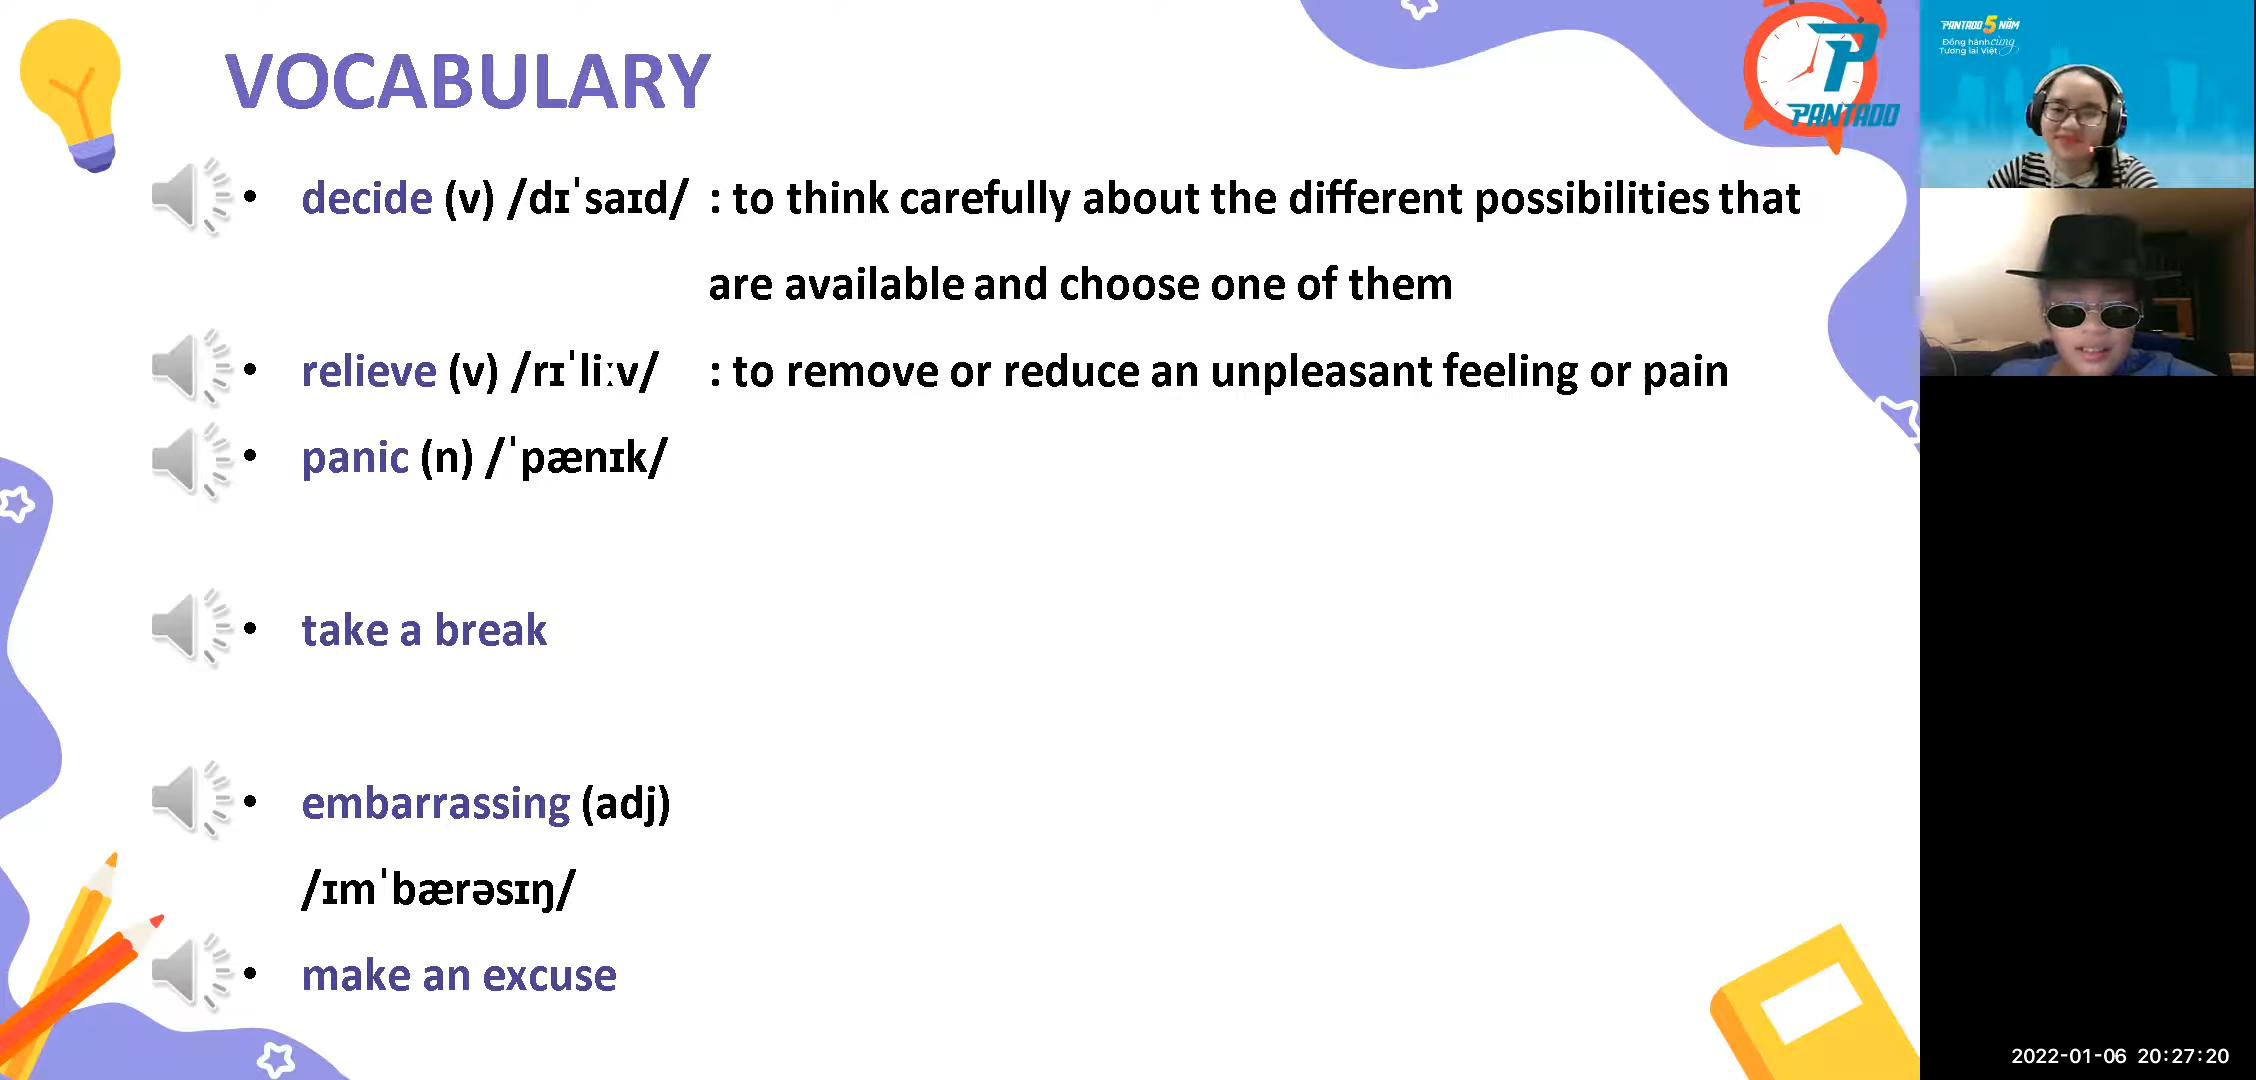 VOCABULARY
PANTADO
PANTADO 5 NĂM
Đồng hành cùng
Tương lai Việt
• decide (v) /dɪˈsaɪd/ : to think carefully about the different possibilities that
are available and choose one of them
• relieve (v) /rɪˈliːv/ : to remove or reduce an unpleasant feeling or pain
• panic (n) /ˈpænɪk/
• take a break
• embarrassing (adj)
/ɪmˈbærəsɪŋ/
• make an excuse
2022-01-06 20:27:20